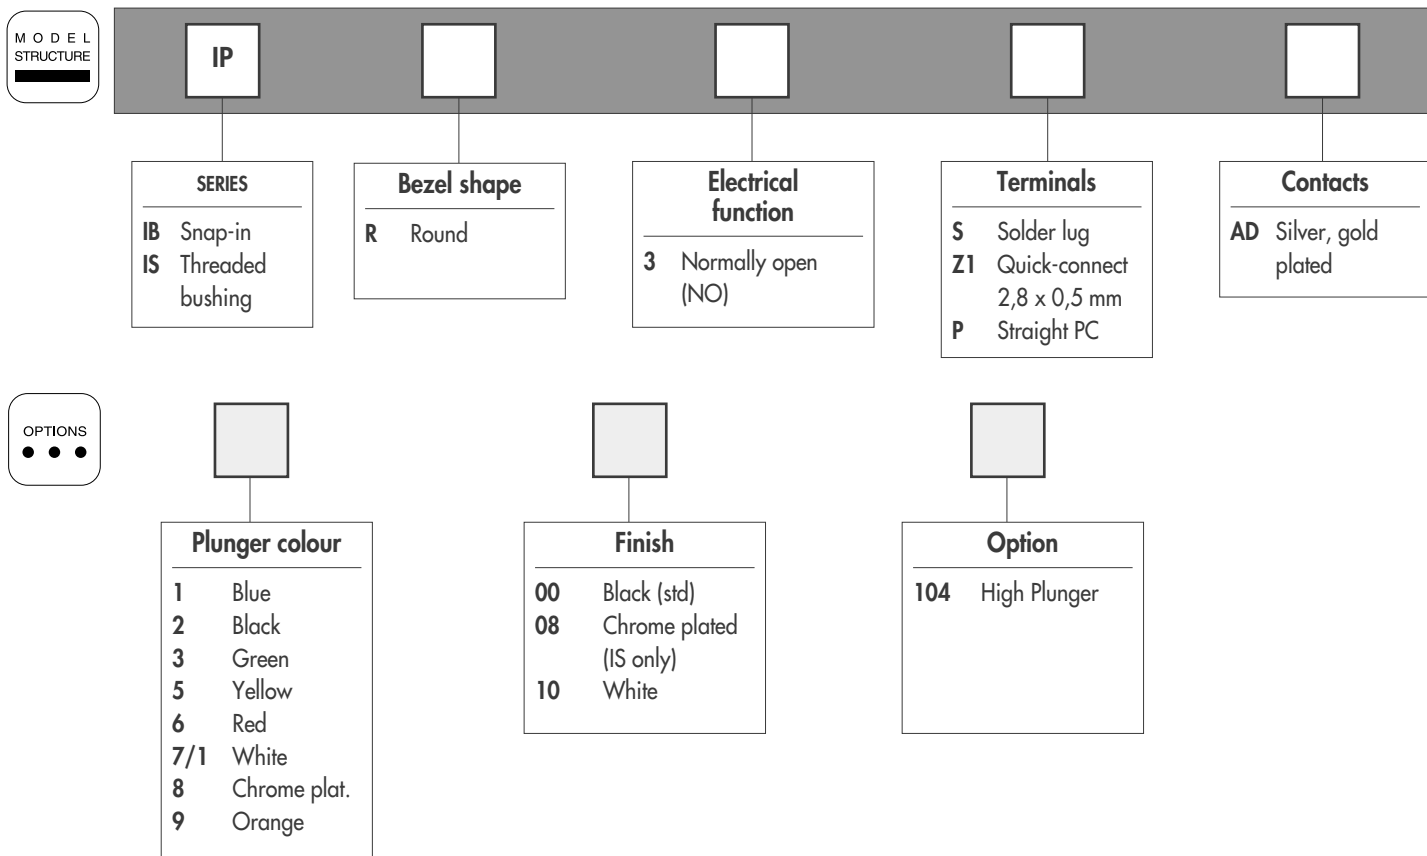 MODEL
STRUCTURE
IP
SERIES
IB Snap-in
IS Threaded
bushing
Bezel shape
R Round
Electrical
function
3 Normally open
(NO)
Terminals
S Solder lug
Z1 Quick-connect
2,8 x 0,5 mm
P Straight PC
Contacts
AD Silver, gold
plated
OPTIONS
Plunger colour
1 Blue
2 Black
3 Green
5 Yellow
6 Red
7/1 White
8 Chrome plat.
9 Orange
Finish
00 Black (std)
08 Chrome plated
(IS only)
10 White
Option
104 High Plunger